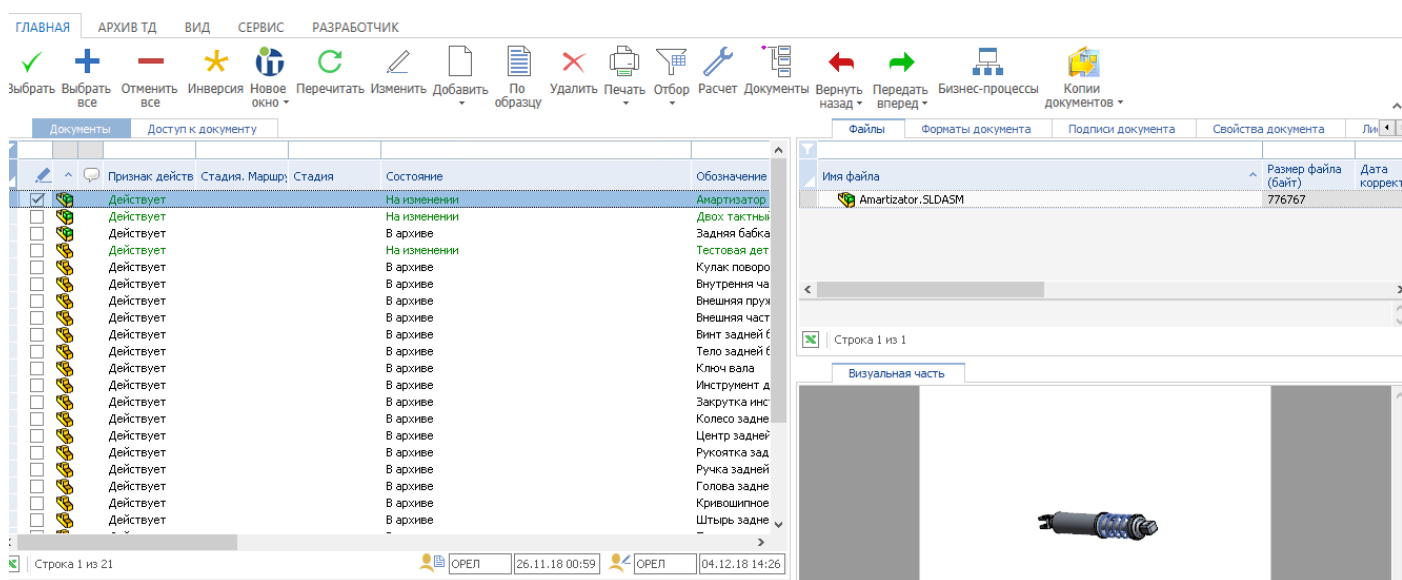 ГЛАВНАЯ АРХИВ ТД ВИД СЕРВИС РАЗРАБОТЧИК
Выбрать Выбрать все Отменить все Инверсия Новое окно Перечитать Изменить Добавить По образцу Удалить Печать Отбор Расчет Документы Вернуть назад Передать вперед Бизнес-процессы Копии документов
Документы Доступ к документу
Признак действ Стадия. Маршру Стадия Состояние Обозначение
Действует На изменении Амартизатор
Действует На изменении Двох тактный
Действует В архиве Задняя бабка
Действует На изменении Тестовая дет
Действует В архиве Кулак поворо
Действует В архиве Внутрення ча
Действует В архиве Внешняя пруж
Действует В архиве Внешняя част
Действует В архиве Винт задней б
Действует В архиве Тело задней б
Действует В архиве Ключ вала
Действует В архиве Инструмент д
Действует В архиве Закрутка инс
Действует В архиве Колесо задне
Действует В архиве Центр задней
Действует В архиве Рукоятка зад
Действует В архиве Ручка задней
Действует В архиве Голова задне
Действует В архиве Кривошипное
Действует В архиве Штырь задне
Строка 1 из 21 ОРЕЛ 26.11.18 00:59 ОРЕЛ 04.12.18 14:26
Файлы Форматы документа Подписи документа Свойства документа Ли
Имя файла Размер файла (байт) Дата коррект
Amartizator.SLDASM 776767
Строка 1 из 1
Визуальная часть